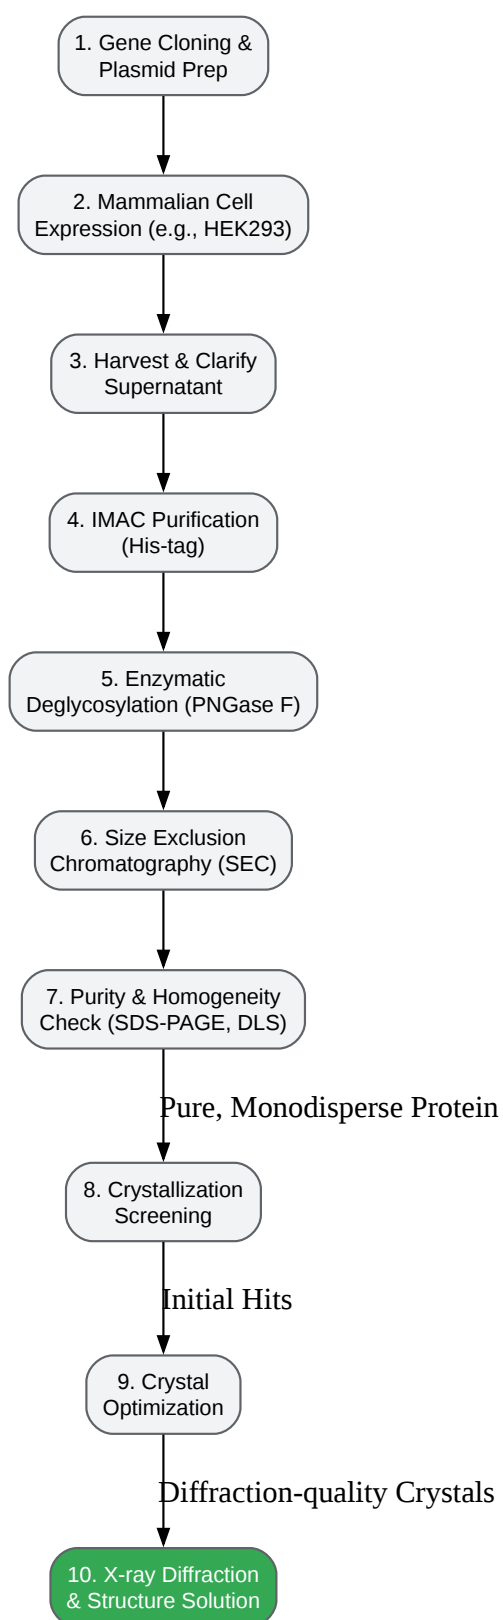 1. Gene Cloning &
Plasmid Prep
2. Mammalian Cell
Expression (e.g., HEK293)
3. Harvest & Clarify
Supernatant
4. IMAC Purification
(His-tag)
5. Enzymatic
Deglycosylation (PNGase F)
6. Size Exclusion
Chromatography (SEC)
7. Purity & Homogeneity
Check (SDS-PAGE, DLS)
Pure, Monodisperse Protein
8. Crystallization
Screening
Initial Hits
9. Crystal
Optimization
Diffraction-quality Crystals
10. X-ray Diffraction
& Structure Solution